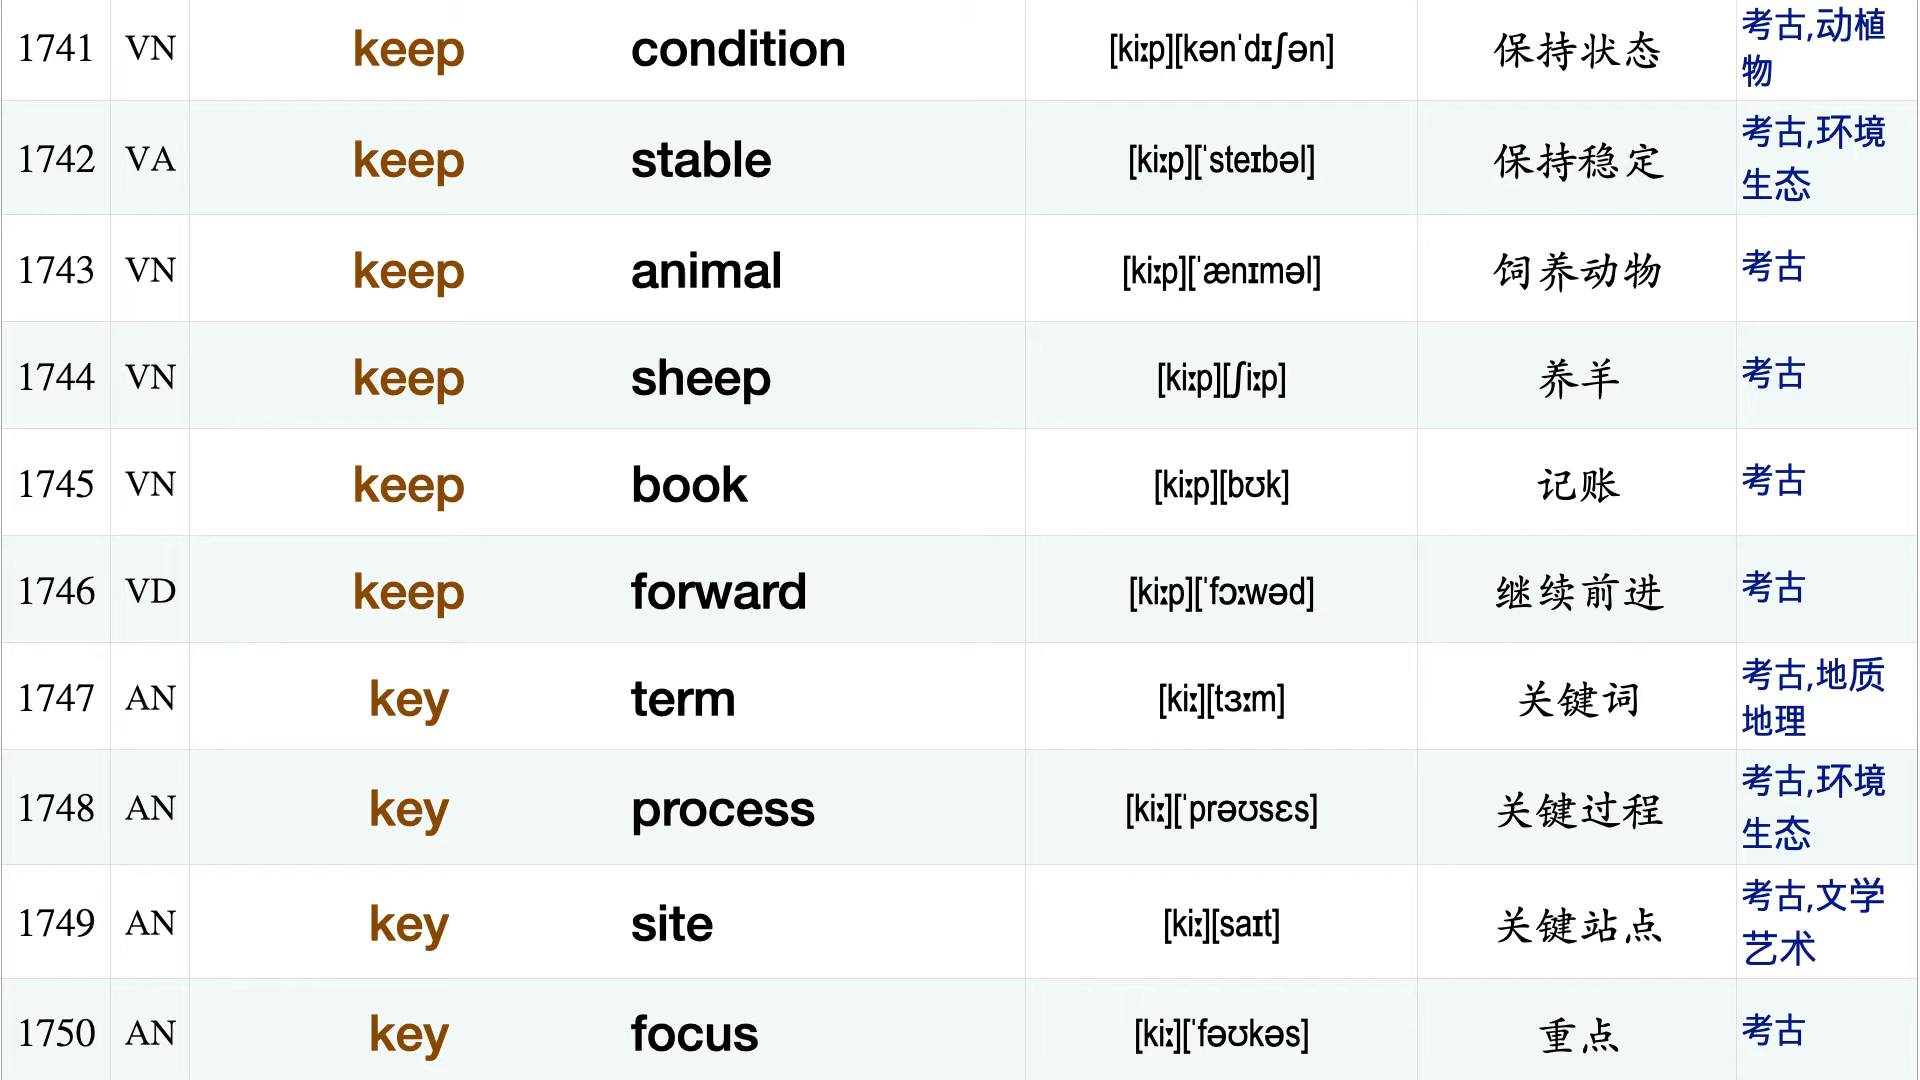 1741 VN keep condition [kiːp][kənˈdɪʃən] 保持状态 考古,动植
物
1742 VA keep stable [kiːp][ˈsteɪbəl] 保持稳定 考古,环境
生态
1743 VN keep animal [kiːp][ˈænɪməl] 饲养动物 考古
1744 VN keep sheep [kiːp][ʃiːp] 养羊 考古
1745 VN keep book [kiːp][bʊk] 记账 考古
1746 VD keep forward [kiːp][ˈfɔːwəd] 继续前进 考古
1747 AN key term [kiː][tɜːm] 关键词 考古,地质
地理
1748 AN key process [kiː][ˈprəʊsɛs] 关键过程 考古,环境
生态
1749 AN key site [kiː][saɪt] 关键站点 考古,文学
艺术
1750 AN key focus [kiː][ˈfəʊkəs] 重点 考古